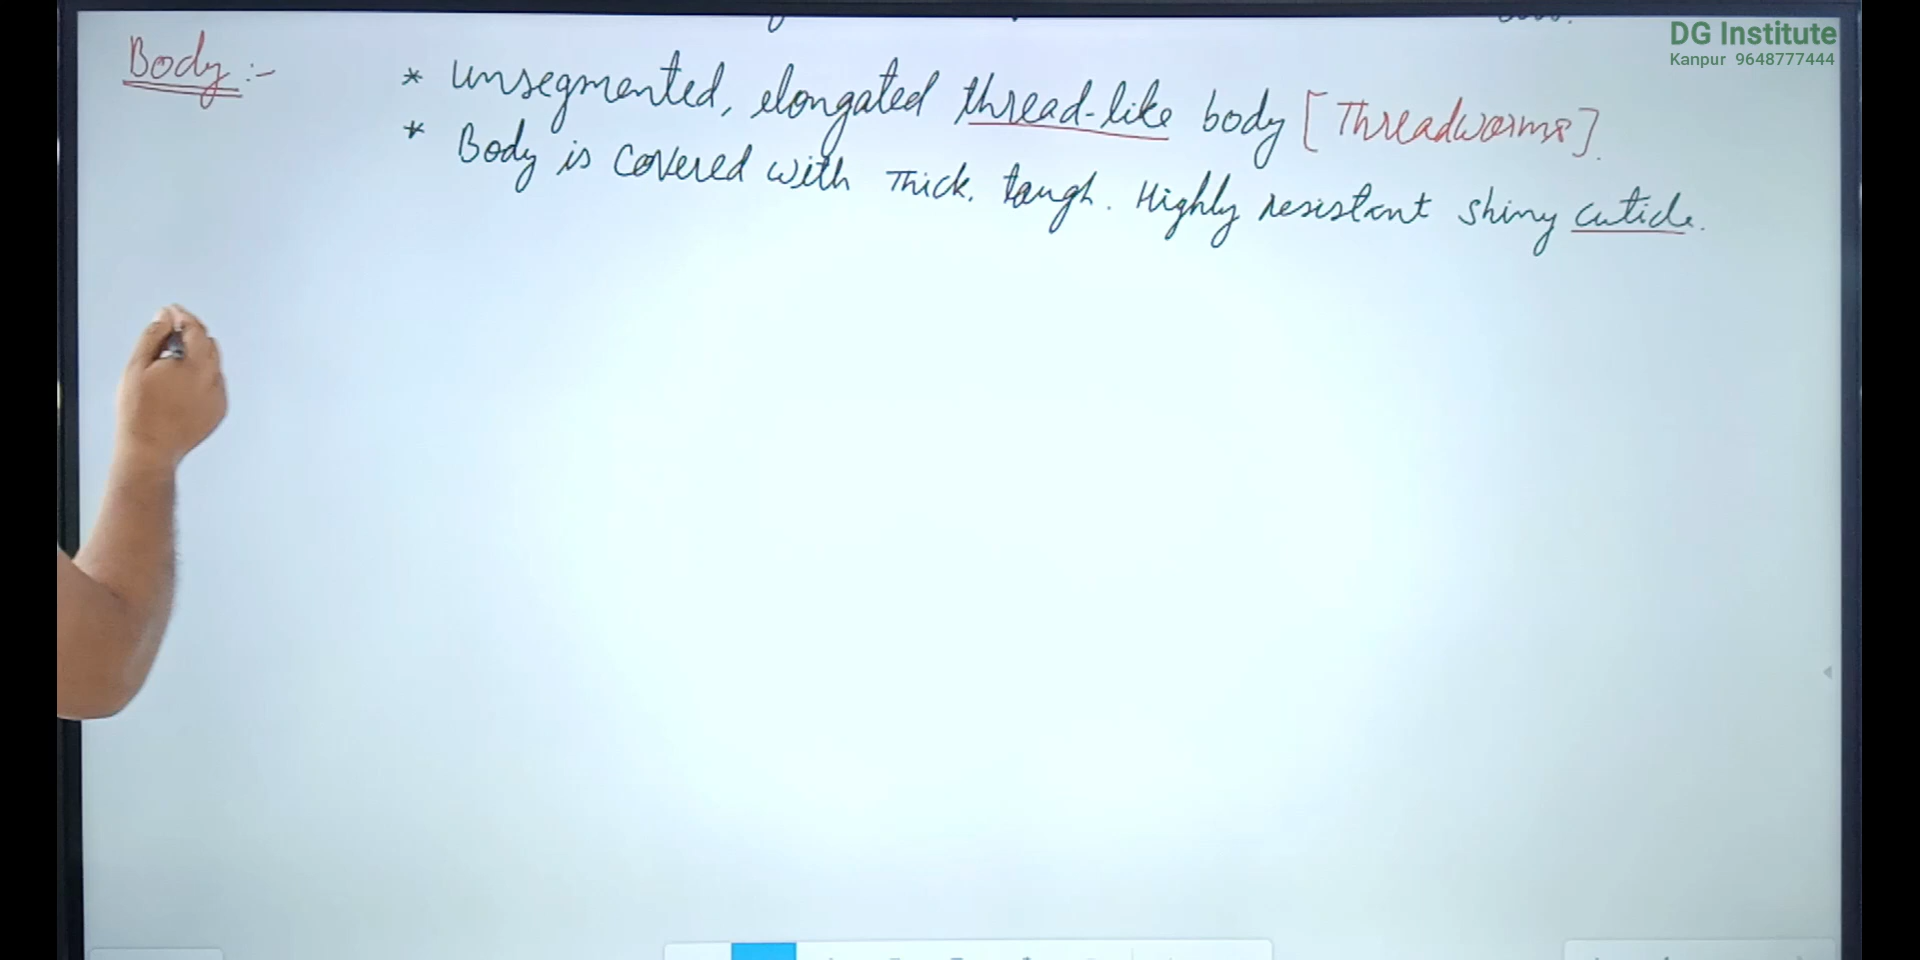 DG Institute
Kanpur 9648777444
Body :-
* unsegmented, elongated thread-like body [Threadworms].
* Body is covered with Thick, tough. Highly resistant shiny cuticle.